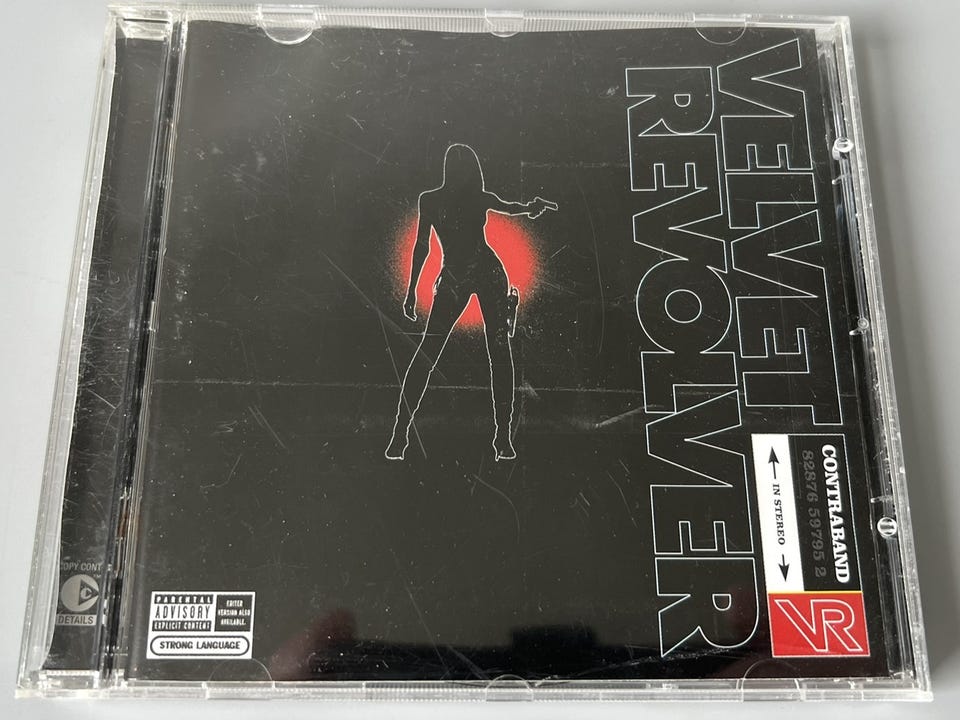 VELVET
REVOLVER
CONTRABAND
82876 59795 2
IN STEREO
VR
COPY CONT
DETAILS
PARENTAL
ADVISORY
EXPLICIT CONTENT
EDITED
VERSION ALSO
AVAILABLE.
STRONG LANGUAGE